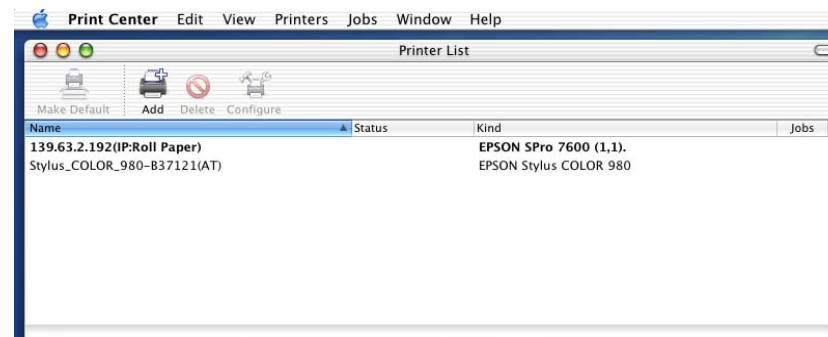 Print Center Edit View Printers Jobs Window Help
Printer List
Make Default Add Delete Configure
Name Status Kind Jobs
139.63.2.192(IP:Roll Paper) EPSON SPro 7600 (1,1).
Stylus_COLOR_980-B37121(AT) EPSON Stylus COLOR 980